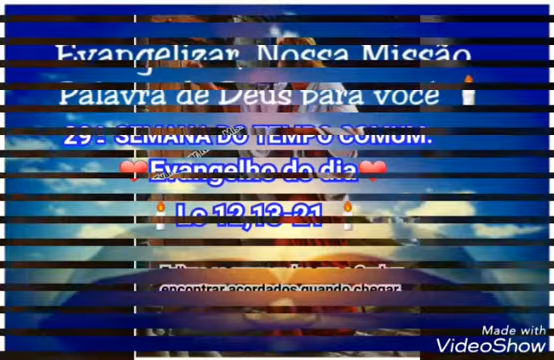 Evangelizar, Nossa Missão
Palavra de Deus para você
29ª SEMANA DO TEMPO COMUM.
Evangelho do dia
Lc 12,13-21
encontrar acordados quando chegar
Made with
VideoShow